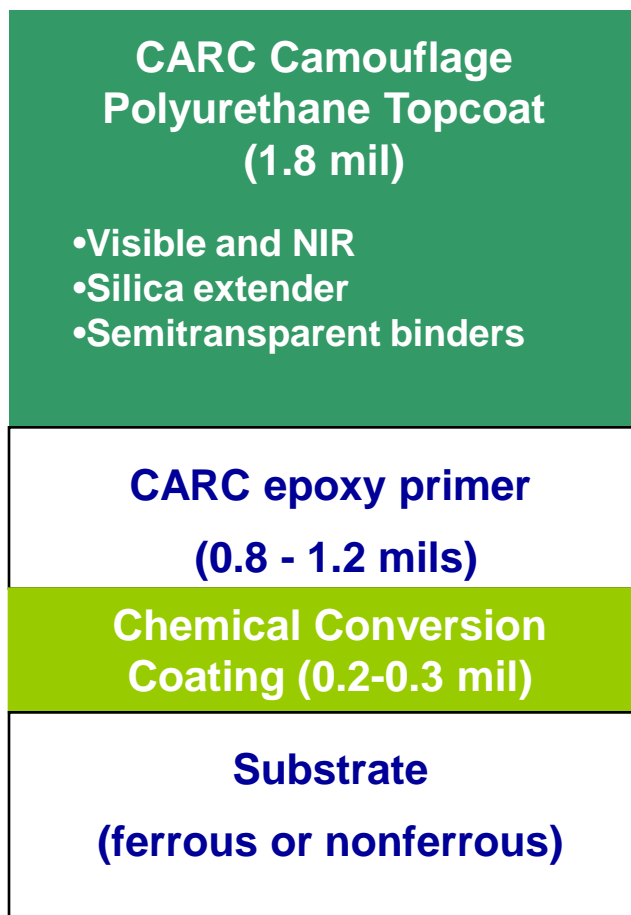 CARC Camouflage
Polyurethane Topcoat
(1.8 mil)
•Visible and NIR
•Silica extender
•Semitransparent binders
CARC epoxy primer
(0.8 - 1.2 mils)
Chemical Conversion
Coating (0.2-0.3 mil)
Substrate
(ferrous or nonferrous)